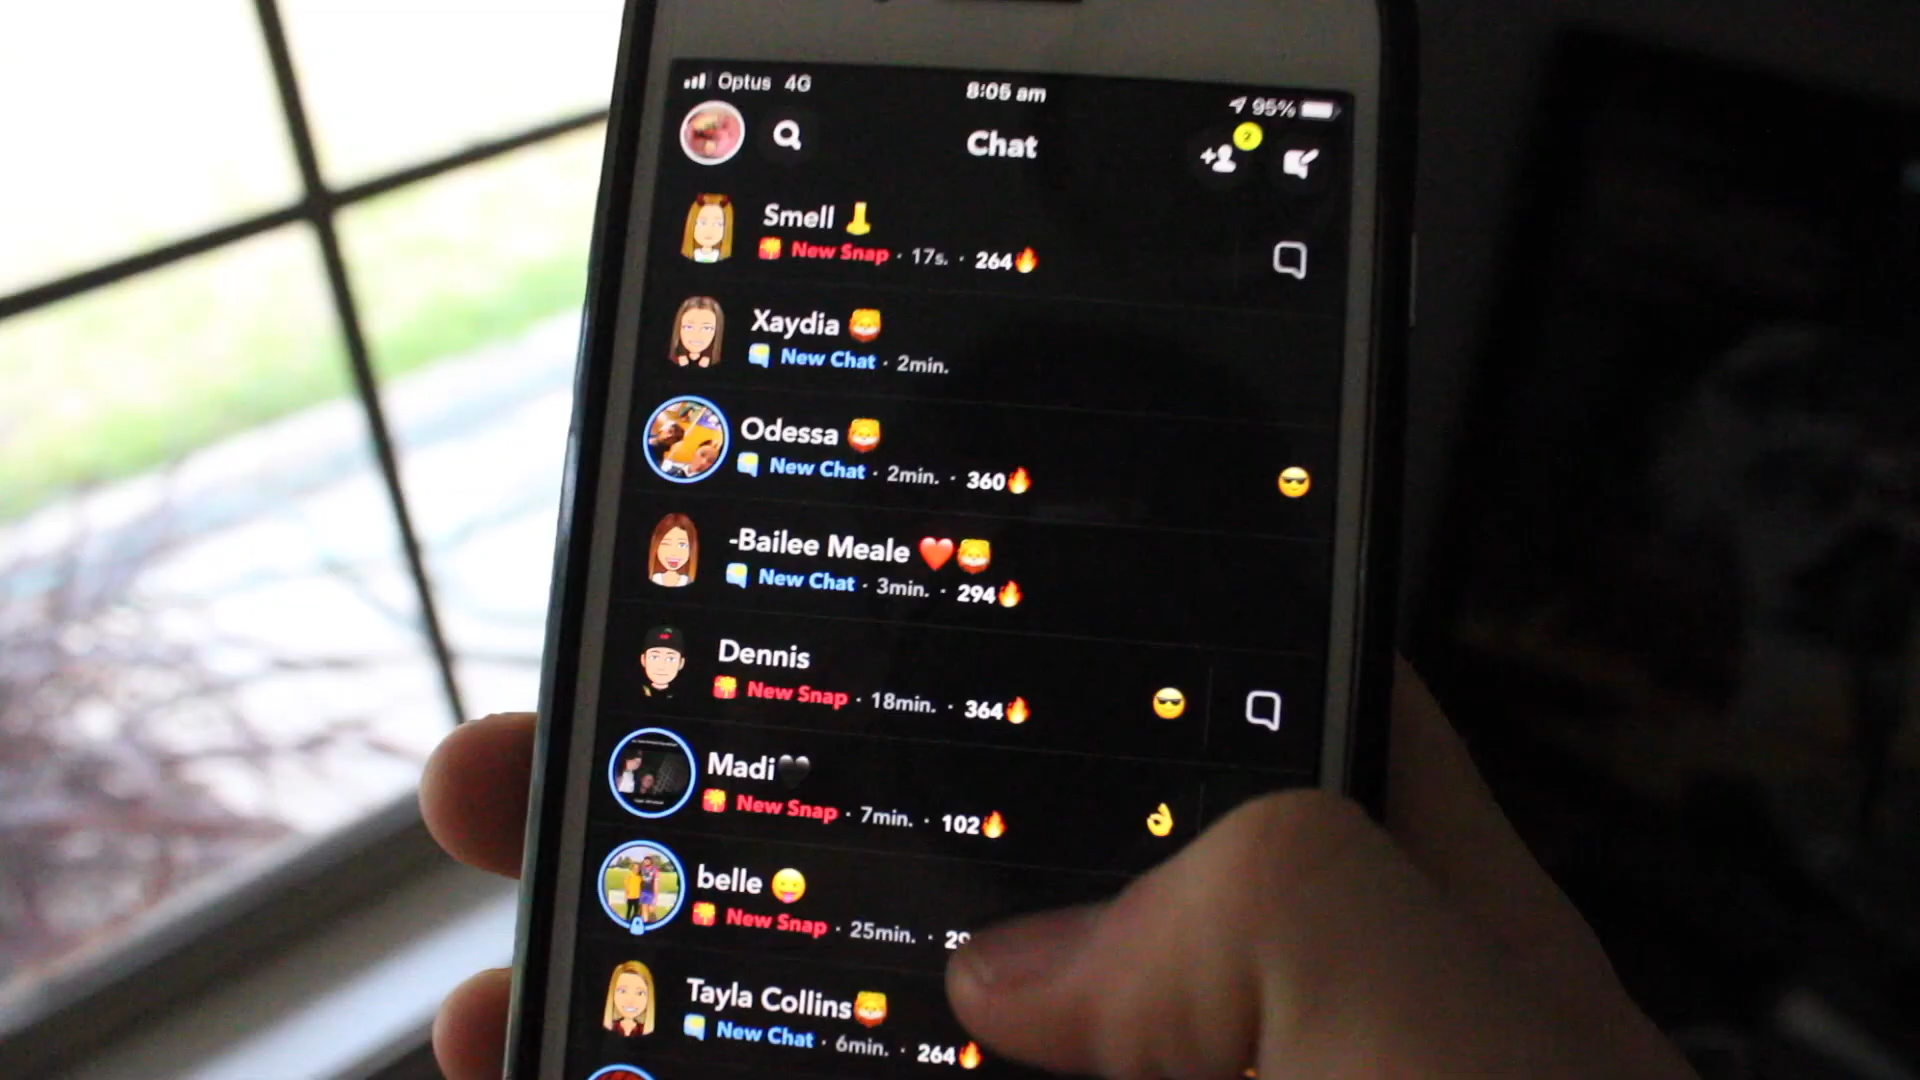 Optus 4G 8:05 am 95%
Chat
2
Smell 👃
New Snap · 17s. · 264🔥
Xaydia 🦁
New Chat · 2min.
Odessa 🦁
New Chat · 2min. · 360🔥 😎
-Bailee Meale ❤️🦁
New Chat · 3min. · 294🔥
Dennis
New Snap · 18min. · 364🔥 😎
Madi🖤
New Snap · 7min. · 102🔥 👌
belle 😛
New Snap · 25min. ·
Tayla Collins🦁
New Chat · 6min. · 264🔥